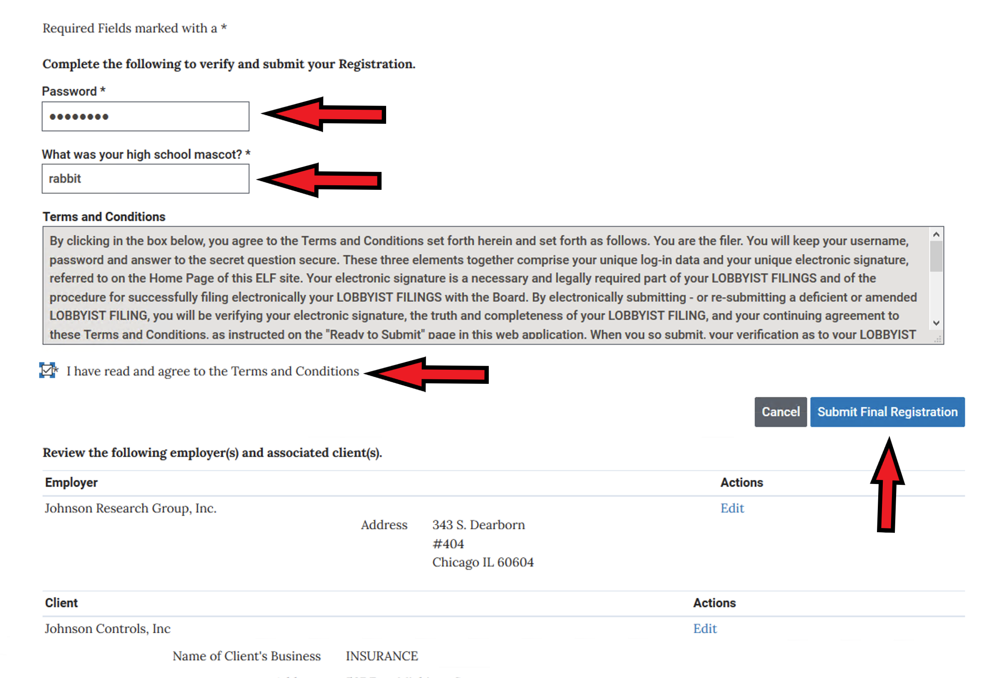 Required Fields marked with a *
Complete the following to verify and submit your Registration.
Password *
••••••••
What was your high school mascot? *
rabbit
Terms and Conditions
By clicking in the box below, you agree to the Terms and Conditions set forth herein and set forth as follows. You are the filer. You will keep your username,
password and answer to the secret question secure. These three elements together comprise your unique log-in data and your unique electronic signature,
referred to on the Home Page of this ELF site. Your electronic signature is a necessary and legally required part of your LOBBYIST FILINGS and of the
procedure for successfully filing electronically your LOBBYIST FILINGS with the Board. By electronically submitting - or re-submitting a deficient or amended
LOBBYIST FILING, you will be verifying your electronic signature, the truth and completeness of your LOBBYIST FILING, and your continuing agreement to
these Terms and Conditions. as instructed on the "Ready to Submit" page in this web application. When you so submit. your verification as to your LOBBYIST
* I have read and agree to the Terms and Conditions
Cancel Submit Final Registration
Review the following employer(s) and associated client(s).
Employer Actions
Johnson Research Group, Inc. Edit
Address 343 S. Dearborn
#404
Chicago IL 60604
Client Actions
Johnson Controls, Inc Edit
Name of Client's Business INSURANCE